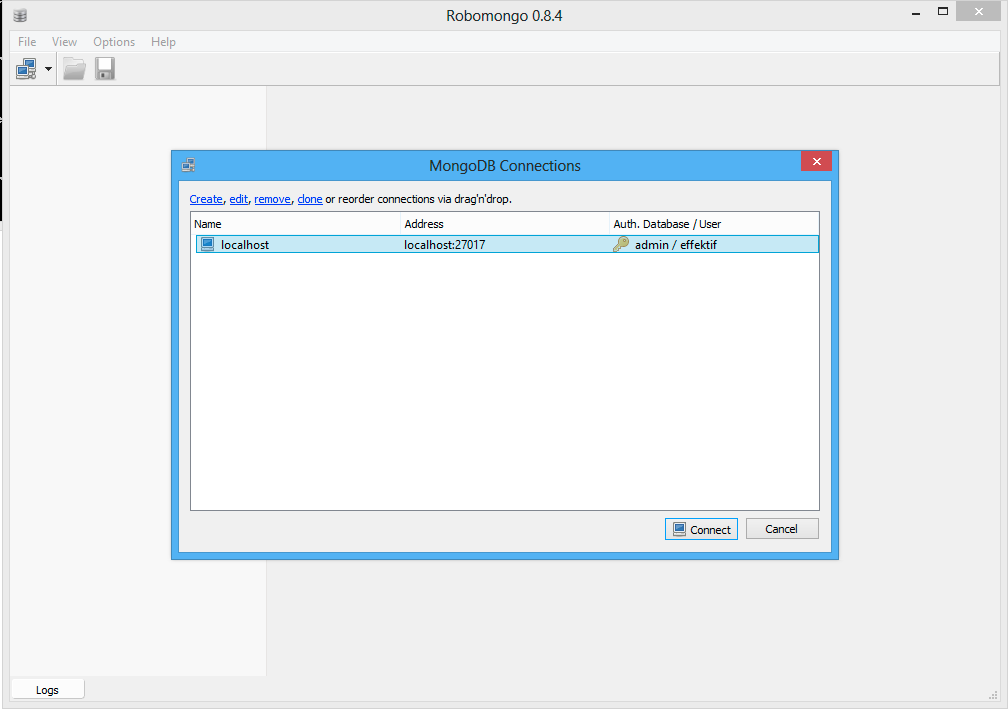 Robomongo 0.8.4
File View Options Help
MongoDB Connections
Create, edit, remove, clone or reorder connections via drag'n'drop.
Name Address Auth. Database / User
localhost localhost:27017 admin / effektif
Connect Cancel
Logs